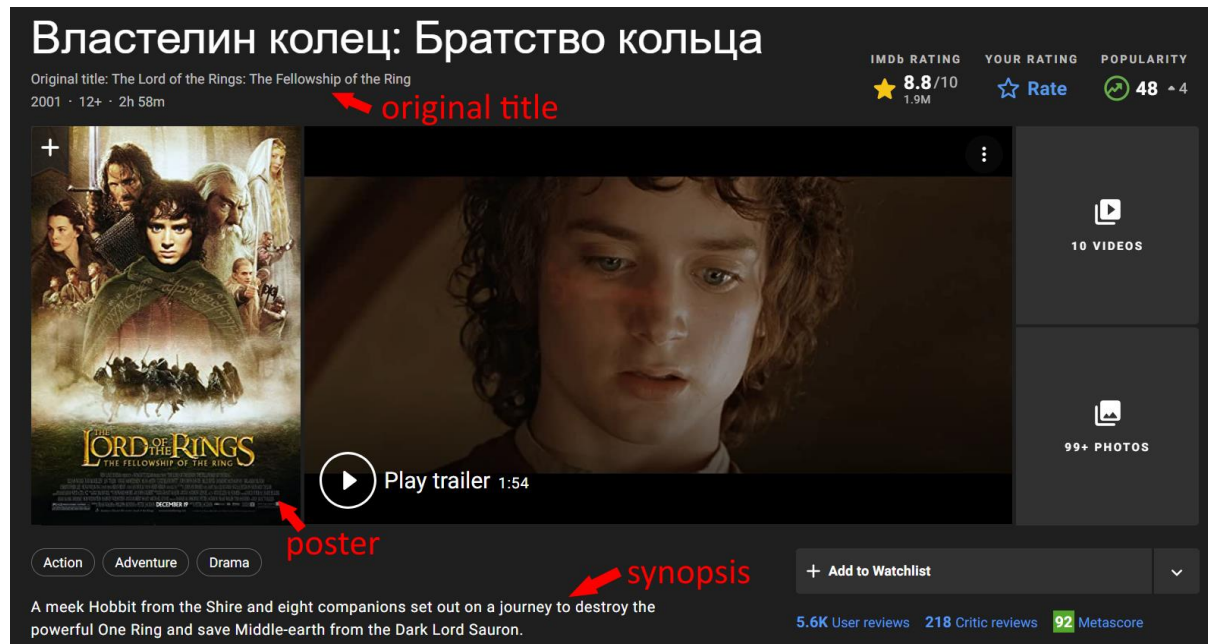 Властелин колец: Братство кольца
Original title: The Lord of the Rings: The Fellowship of the Ring
2001 · 12+ · 2h 58m
original title
IMDb RATING
8.8/10
1.9M
YOUR RATING
Rate
POPULARITY
48
4
THE
LORD OF THE RINGS
THE FELLOWSHIP OF THE RING
DECEMBER 19
Play trailer 1:54
10 VIDEOS
99+ PHOTOS
poster
Action
Adventure
Drama
synopsis
A meek Hobbit from the Shire and eight companions set out on a journey to destroy the
powerful One Ring and save Middle-earth from the Dark Lord Sauron.
+ Add to Watchlist
5.6K User reviews
218 Critic reviews
92 Metascore